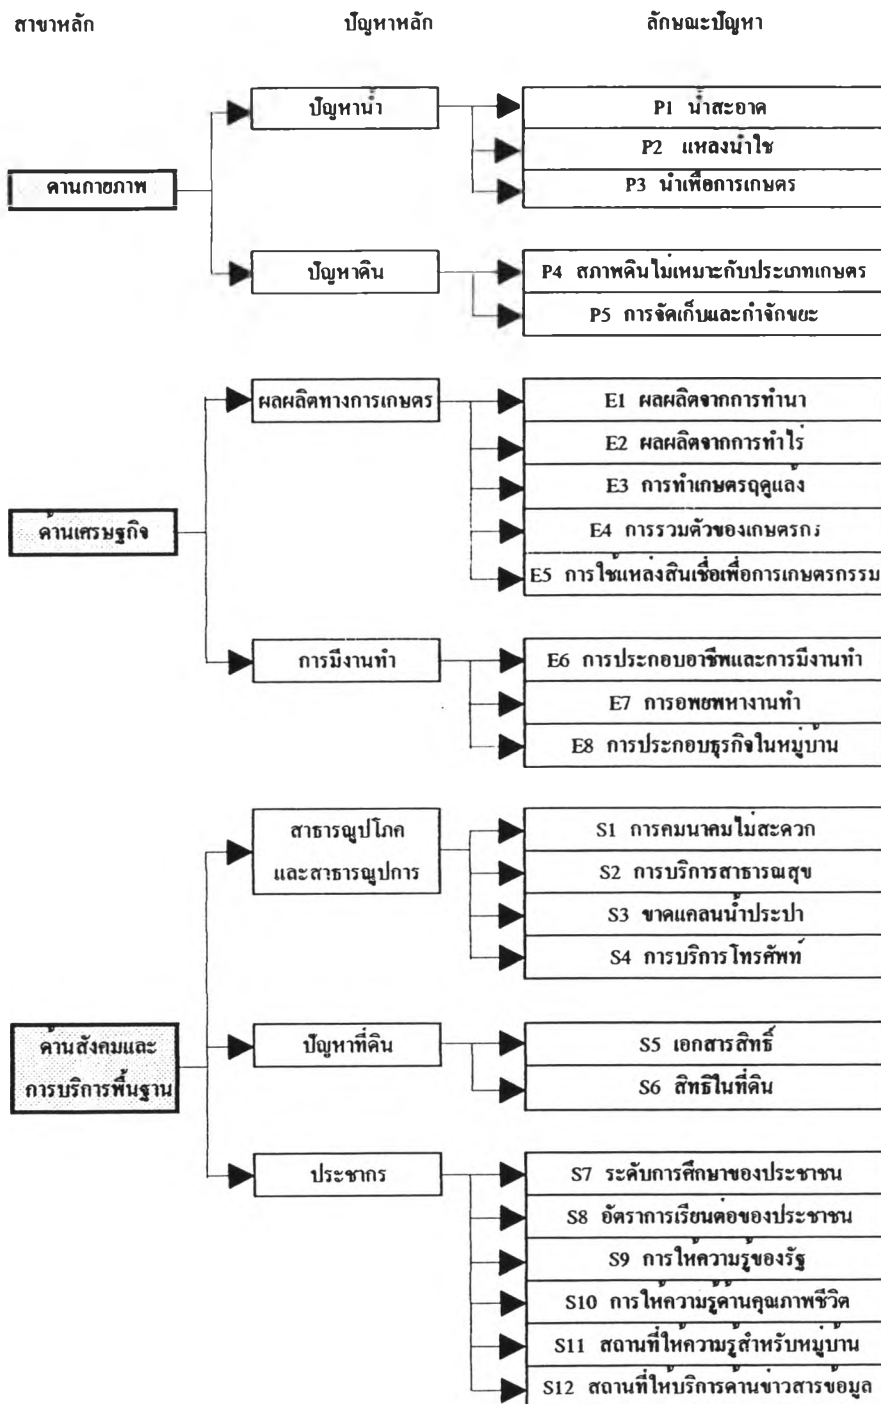 สาขาหลัก ปัญหาหลัก ลักษณะปัญหา
ด้านกายภาพ
ปัญหาน้ำ
P1 น้ำสะอาด
P2 แหล่งน้ำใช้
P3 น้ำเพื่อการเกษตร
ปัญหาดิน
P4 สภาพดินไม่เหมาะกับประเภทเกษตร
P5 การจัดเก็บและกำจักขยะ
ด้านเศรษฐกิจ
ผลผลิตทางการเกษตร
E1 ผลผลิตจากการทำนา
E2 ผลผลิตจากการทำไร่
E3 การทำเกษตรฤดูแล้ง
E4 การรวมตัวของเกษตรกร
E5 การใช้แหล่งสินเชื่อเพื่อการเกษตรกรรม
การมีงานทำ
E6 การประกอบอาชีพและการมีงานทำ
E7 การอพยพหางานทำ
E8 การประกอบธุรกิจในหมู่บ้าน
ด้านสังคมและ
การบริการพื้นฐาน
สาธารณูปโภค
และสาธารณูปการ
S1 การคมนาคมไม่สะดวก
S2 การบริการสาธารณสุข
S3 ขาดแคลนน้ำประปา
S4 การบริการโทรศัพท์
ปัญหาที่ดิน
S5 เอกสารสิทธิ์
S6 สิทธิในที่ดิน
ประชากร
S7 ระดับการศึกษาของประชาชน
S8 อัตราการเรียนต่อของประชาชน
S9 การให้ความรู้ของรัฐ
S10 การให้ความรู้ด้านคุณภาพชีวิต
S11 สถานที่ให้ความรู้สำหรับหมู่บ้าน
S12 สถานที่ให้บริการด้านข่าวสารข้อมูล